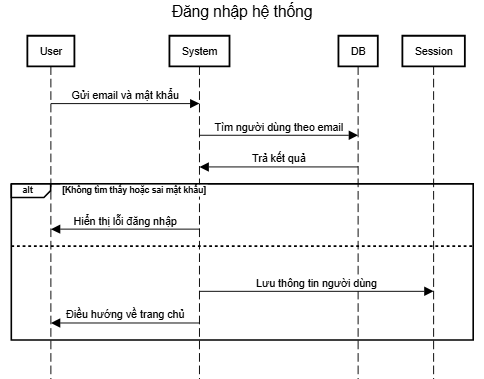 Đăng nhập hệ thống
User
System
DB
Session
Gửi email và mật khẩu
Tìm người dùng theo email
Trả kết quả
alt
[Không tìm thấy hoặc sai mật khẩu]
Hiển thị lỗi đăng nhập
Lưu thông tin người dùng
Điều hướng về trang chủ